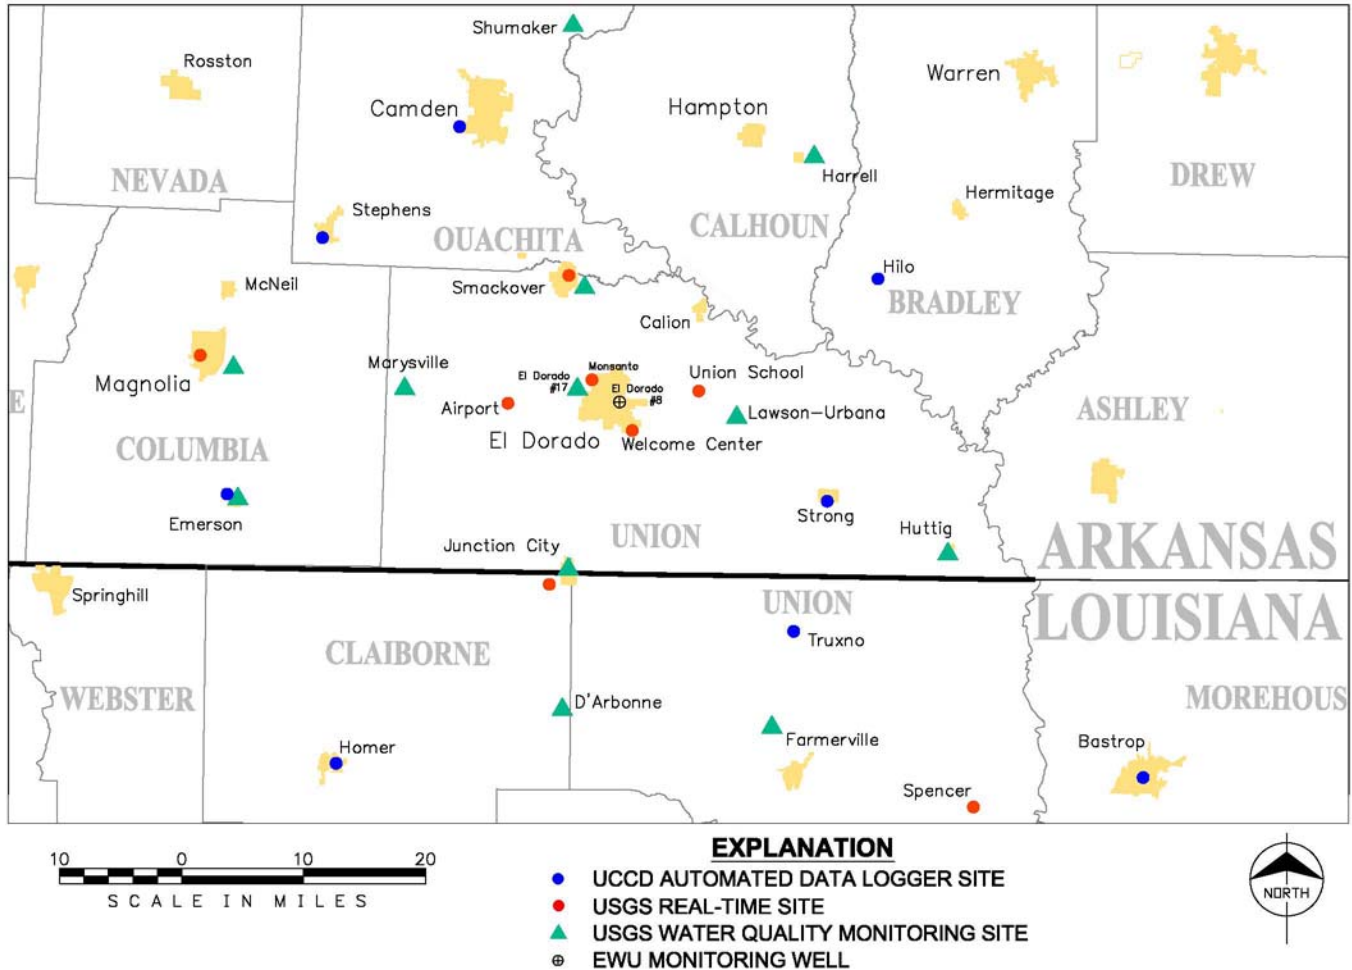 Shumaker
Rosston
Warren
Camden
Hampton
NEVADA
Harrell
DREW
Hermitage
Stephens
OUACHITA
CALHOUN
Hilo
McNeil
Smackover
BRADLEY
Calion
Marysville
Monsanto
Union School
El Dorado
#17
El Dorado
#8
Magnolia
E
Airport
Lawson-Urbana
ASHLEY
El Dorado
Welcome Center
COLUMBIA
Emerson
Strong
Huttig
UNION
Junction City
ARKANSAS
Springhill
UNION
LOUISIANA
Truxno
CLAIBORNE
WEBSTER
D'Arbonne
MOREHOUS
Homer
Farmerville
Bastrop
Spencer
10 0 10 20
SCALE IN MILES
EXPLANATION
UCCD AUTOMATED DATA LOGGER SITE
USGS REAL-TIME SITE
USGS WATER QUALITY MONITORING SITE
EWU MONITORING WELL
NORTH